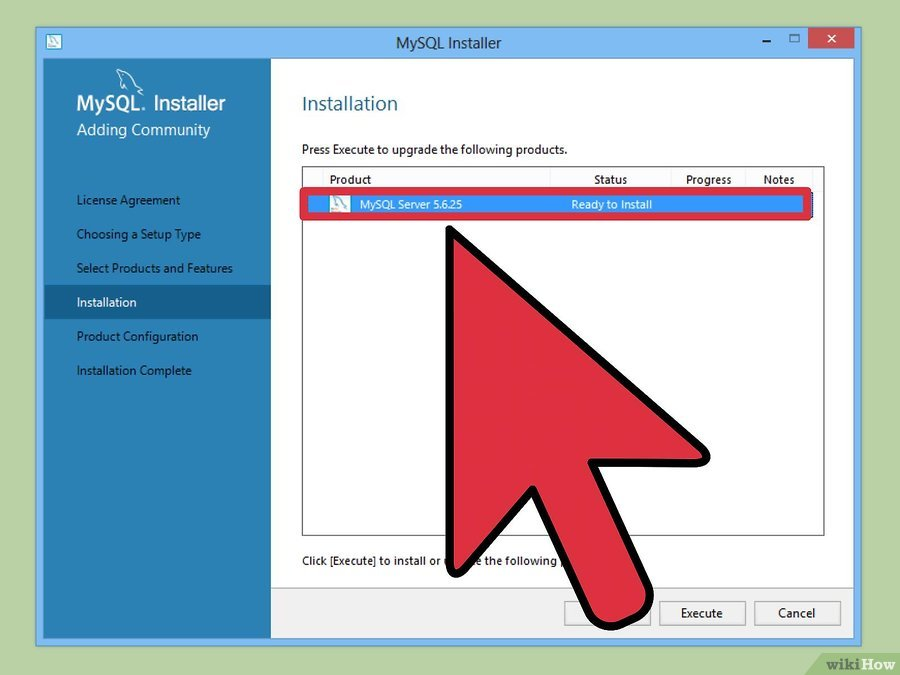 MySQL Installer
MySQL. Installer
Adding Community
License Agreement
Choosing a Setup Type
Select Products and Features
Installation
Product Configuration
Installation Complete
Installation
Press Execute to upgrade the following products.
Product Status Progress Notes
MySQL Server 5.6.25 Ready to Install
Click [Execute] to install or the following
Execute Cancel
wikiHow